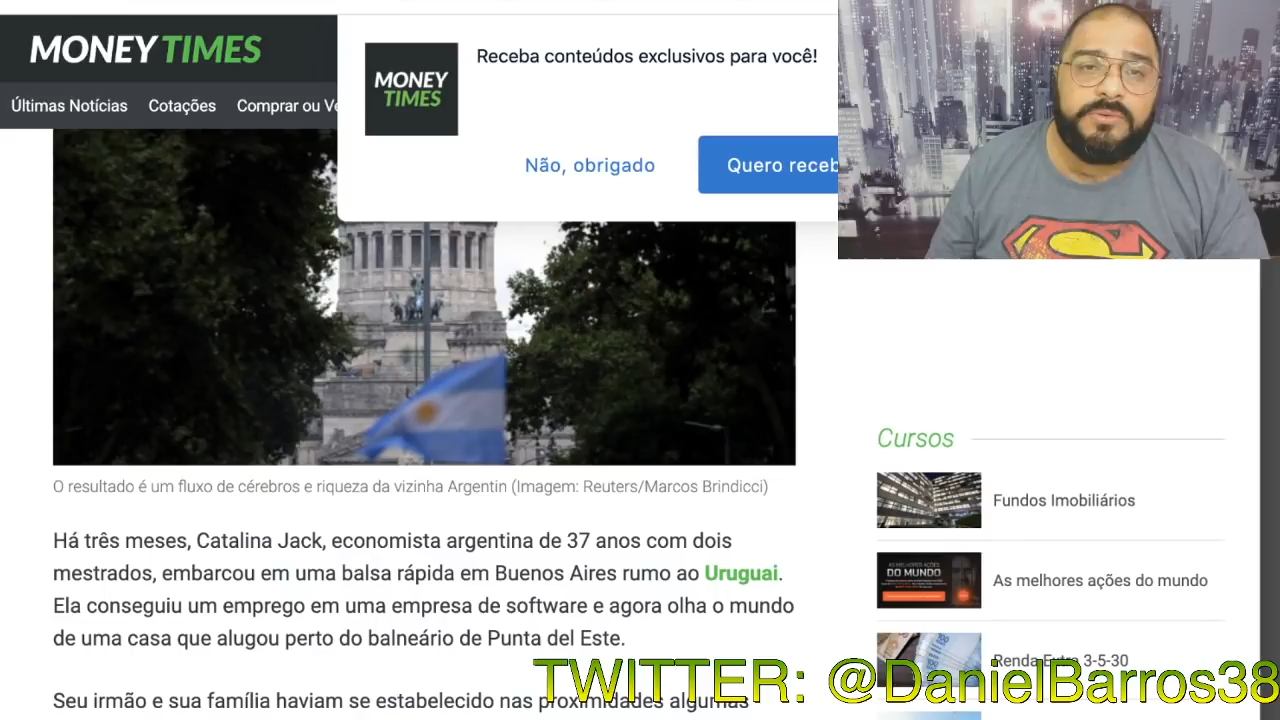 MONEY TIMES
Últimas Notícias Cotações Comprar ou Ve
MONEY
TIMES
Receba conteúdos exclusivos para você!
Não, obrigado
Quero receb
O resultado é um fluxo de cérebros e riqueza da vizinha Argentin (Imagem: Reuters/Marcos Brindicci)
Há três meses, Catalina Jack, economista argentina de 37 anos com dois
mestrados, embarcou em uma balsa rápida em Buenos Aires rumo ao Uruguai.
Ela conseguiu um emprego em uma empresa de software e agora olha o mundo
de uma casa que alugou perto do balneário de Punta del Este.
Seu irmão e sua família haviam se estabelecido nas proximidades algumas
Cursos
Fundos Imobiliários
AS MELHORES AÇÕES
DO MUNDO
As melhores ações do mundo
Renda Extra 3-5-30
TWITTER: @DanielBarros38